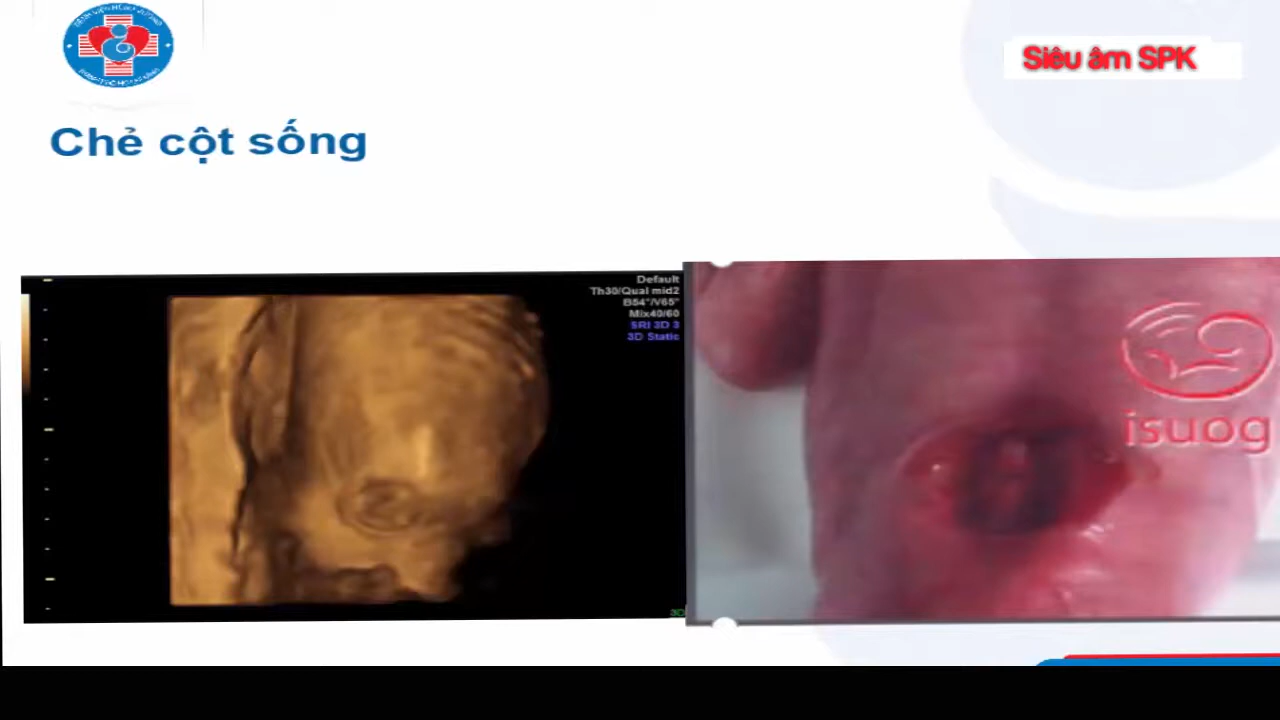 Siêu âm SPK
Chẻ cột sống
Default
Th30/Qual mid2
B54°/V65°
Mix40/60
SRI 3D 3
3D Static
isuog
3D